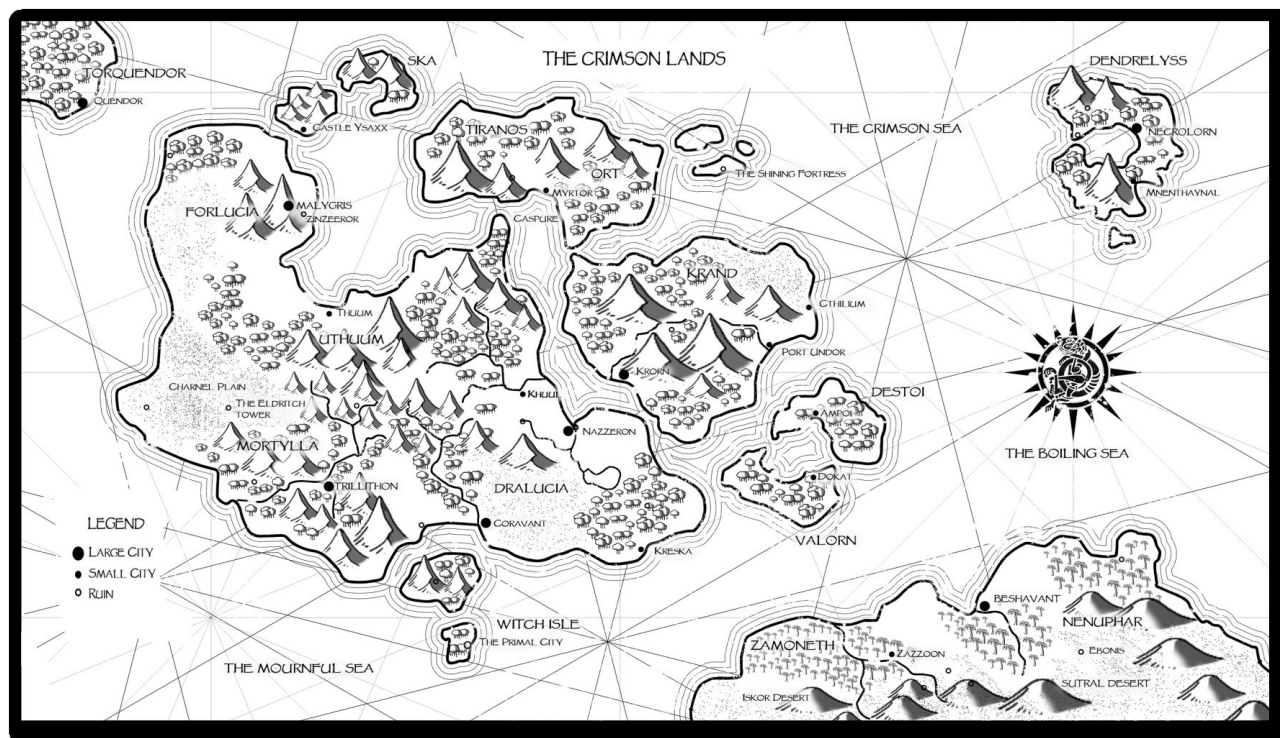 THE CRIMSON LANDS
SKA
DENDRELYSS
TORQUENDOR
QUENDOR
CASTLE YSAXX
TIRANOS
THE CRIMSON SEA
NECROLORN
ORT
THE SHINING FORTRESS
MYRTOR
MNENTHAYNAL
MALYGRIS
FORLUCIA
ZINZEEROR
CASPURE
KRAND
CTHILIUM
THUUM
UTHUUM
PORT UNDOR
KRORN
CHARNEL PLAIN
KHUUL
DESTOI
THE ELDRITCH
TOWER
AMPOI
NAZZERON
MORTYLLA
THE BOILING SEA
DOKAT
TRILLITHON
DRALUCIA
LEGEND
CORAVANT
VALORN
LARGE CITY
KRESKA
SMALL CITY
RUIN
BESHAVANT
WITCH ISLE
NENUPHAR
THE PRIMAL CITY
ZAMONETH
ZAZZOON
EBONIS
THE MOURNFUL SEA
SUTRAL DESERT
ISKOR DESERT